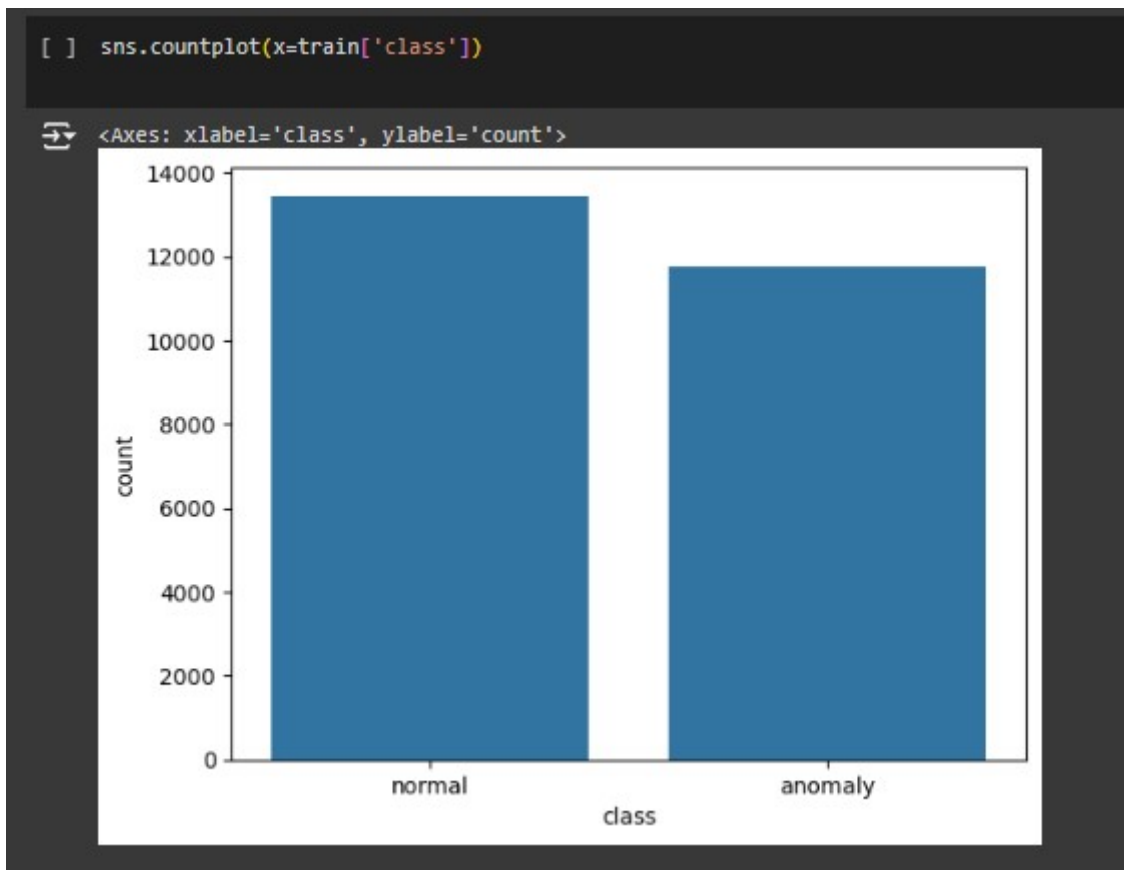 [ ] sns.countplot(x=train['class'])
<Axes: xlabel='class', ylabel='count'>
14000
12000
10000
8000
6000
4000
2000
0
count
normal anomaly
class